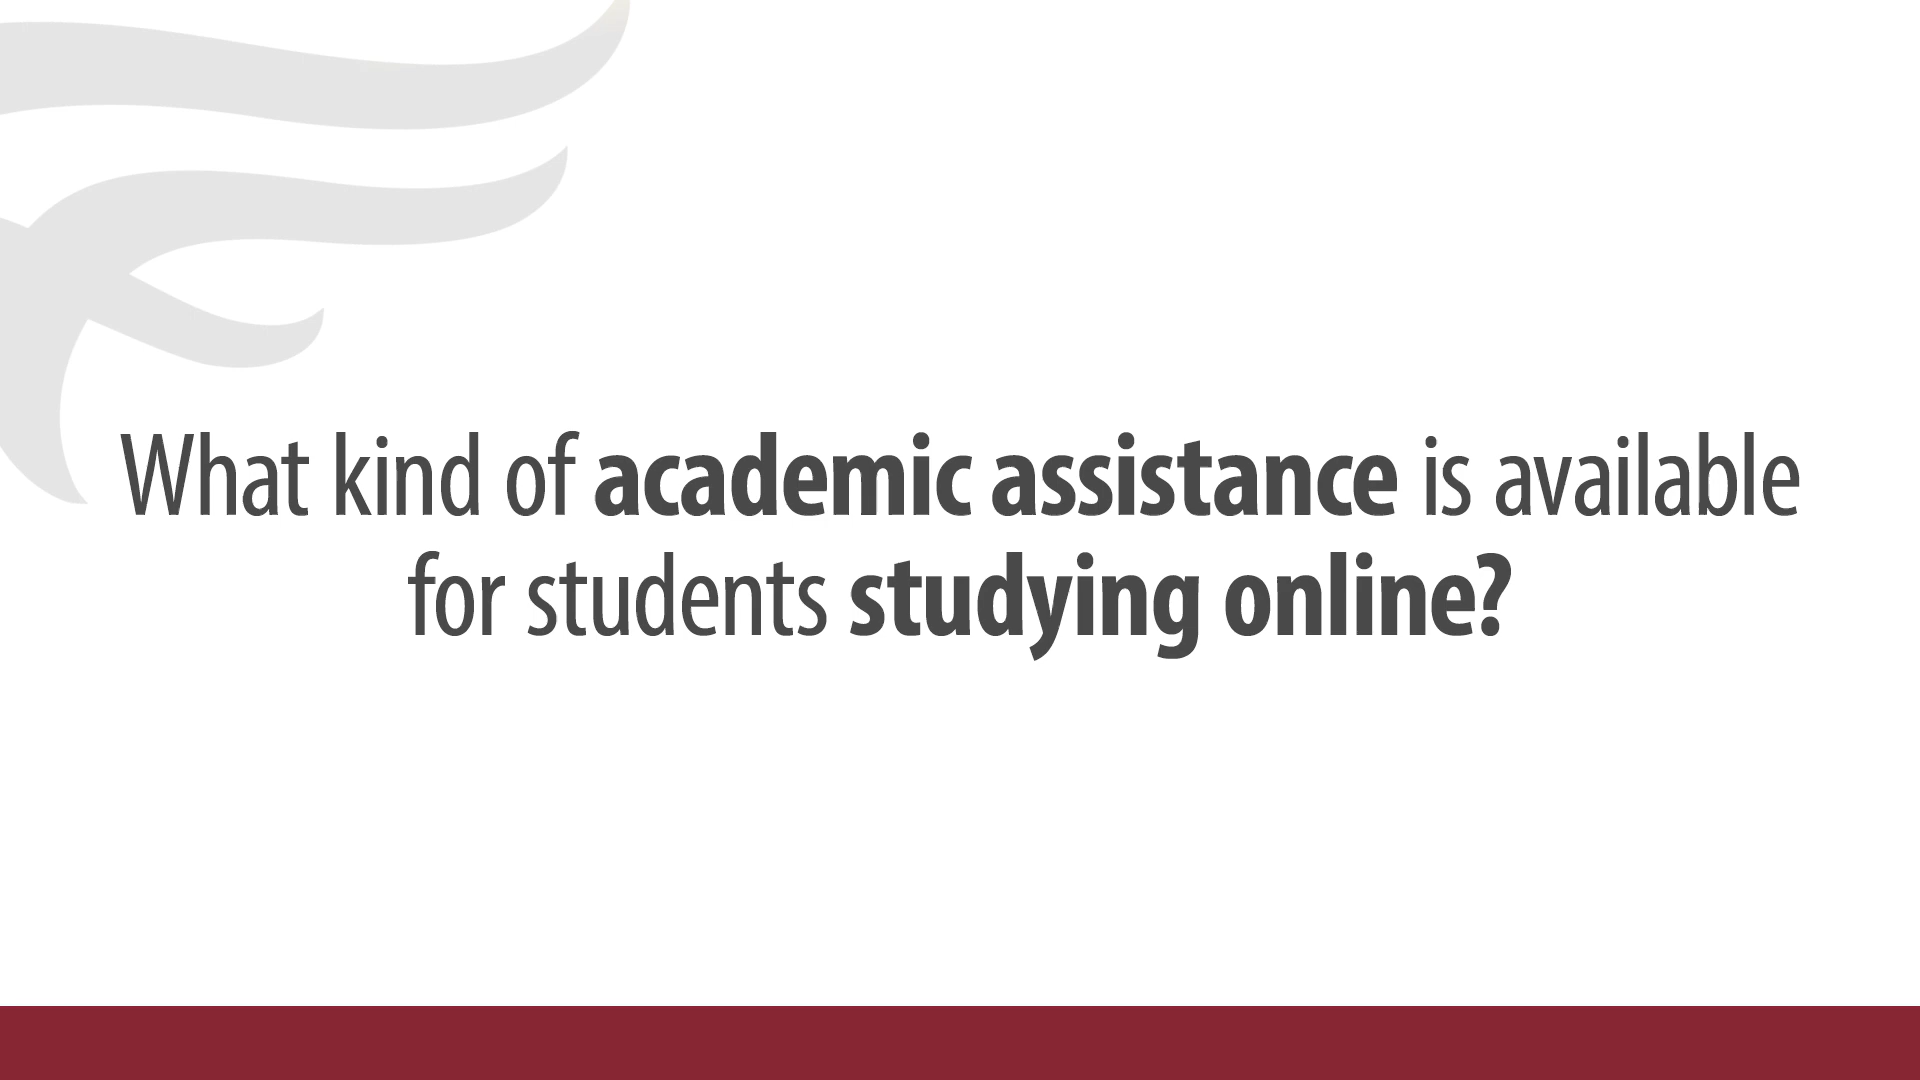 What kind of academic assistance is available
for students studying online?